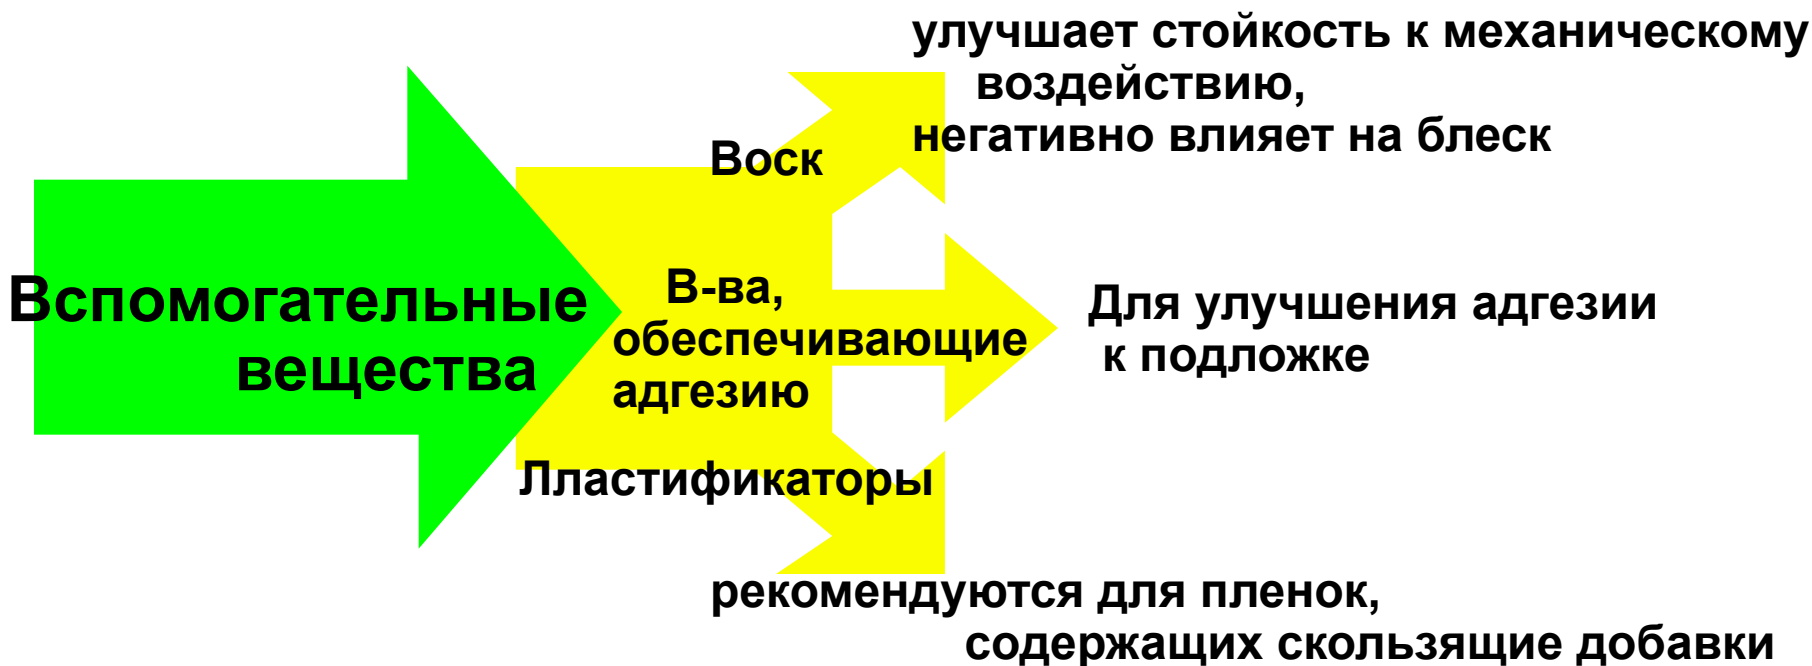 Вспомогательные
вещества
Воск
улучшает стойкость к механическому
воздействию,
негативно влияет на блеск
В-ва,
обеспечивающие
адгезию
Для улучшения адгезии
к подложке
Лластификаторы
рекомендуются для пленок,
содержащих скользящие добавки